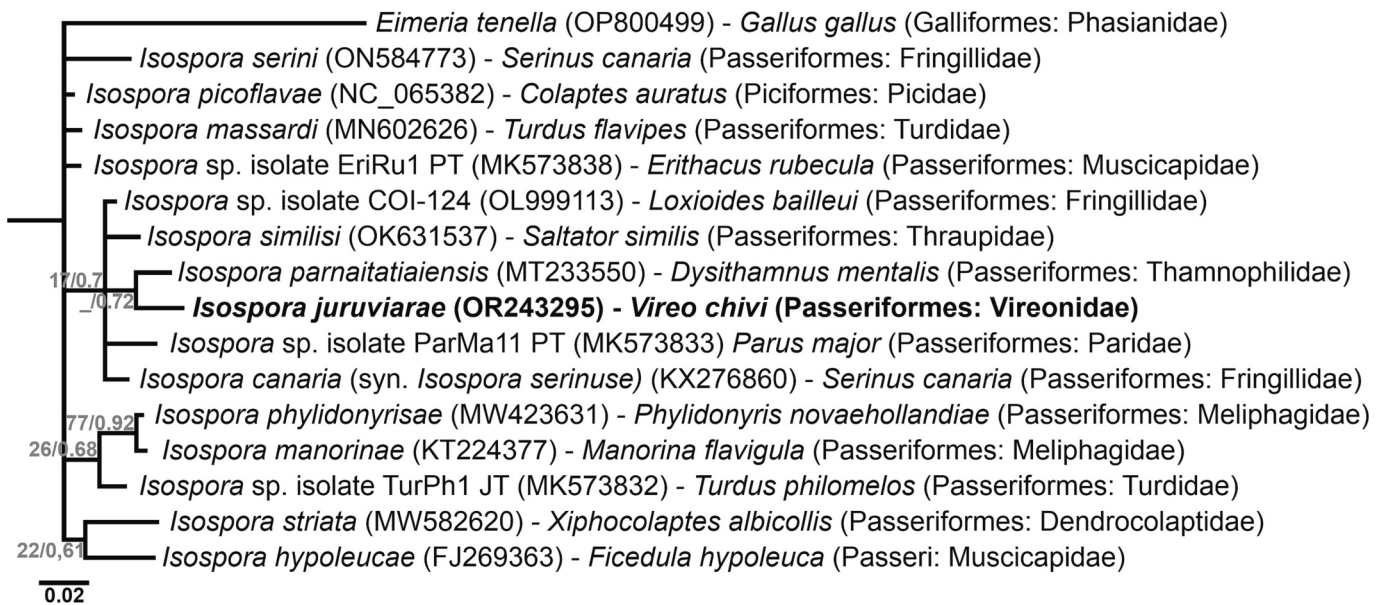 Eimeria tenella (OP800499) - Gallus gallus (Galliformes: Phasianidae)
Isospora serini (ON584773) - Serinus canaria (Passeriformes: Fringillidae)
Isospora picoflavae (NC_065382) - Colaptes auratus (Piciformes: Picidae)
Isospora massardi (MN602626) - Turdus flavipes (Passeriformes: Turdidae)
Isospora sp. isolate EriRu1 PT (MK573838) - Erithacus rubecula (Passeriformes: Muscicapidae)
Isospora sp. isolate COI-124 (OL999113) - Loxioides bailleui (Passeriformes: Fringillidae)
Isospora similisi (OK631537) - Saltator similis (Passeriformes: Thraupidae)
17/0.7
Isospora parnaitatiaiensis (MT233550) - Dysithamnus mentalis (Passeriformes: Thamnophilidae)
_/0.72
Isospora juruviarae (OR243295) - Vireo chivi (Passeriformes: Vireonidae)
Isospora sp. isolate ParMa11 PT (MK573833) Parus major (Passeriformes: Paridae)
Isospora canaria (syn. Isospora serinuse) (KX276860) - Serinus canaria (Passeriformes: Fringillidae)
77/0.92
Isospora phylidonyrisae (MW423631) - Phylidonyris novaehollandiae (Passeriformes: Meliphagidae)
26/0.68
Isospora manorinae (KT224377) - Manorina flavigula (Passeriformes: Meliphagidae)
Isospora sp. isolate TurPh1 JT (MK573832) - Turdus philomelos (Passeriformes: Turdidae)
Isospora striata (MW582620) - Xiphocolaptes albicollis (Passeriformes: Dendrocolaptidae)
22/0,61
Isospora hypoleucae (FJ269363) - Ficedula hypoleuca (Passeri: Muscicapidae)
0.02